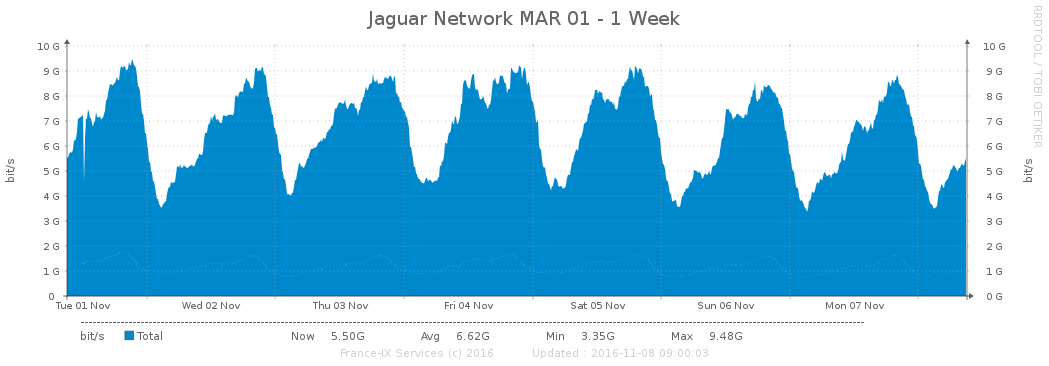 Jaguar Network MAR 01 - 1 Week
RRDTOOL / TOBI OETIKER
bit/s
bit/s
10 G 10 G
9 G 9 G
8 G 8 G
7 G 7 G
6 G 6 G
5 G 5 G
4 G 4 G
3 G 3 G
2 G 2 G
1 G 1 G
0 0 G
Tue 01 Nov Wed 02 Nov Thu 03 Nov Fri 04 Nov Sat 05 Nov Sun 06 Nov Mon 07 Nov
bit/s Total Now 5.50G Avg 6.62G Min 3.35G Max 9.48G
France-IX Services (c) 2016 Updated : 2016-11-08 09:00:03